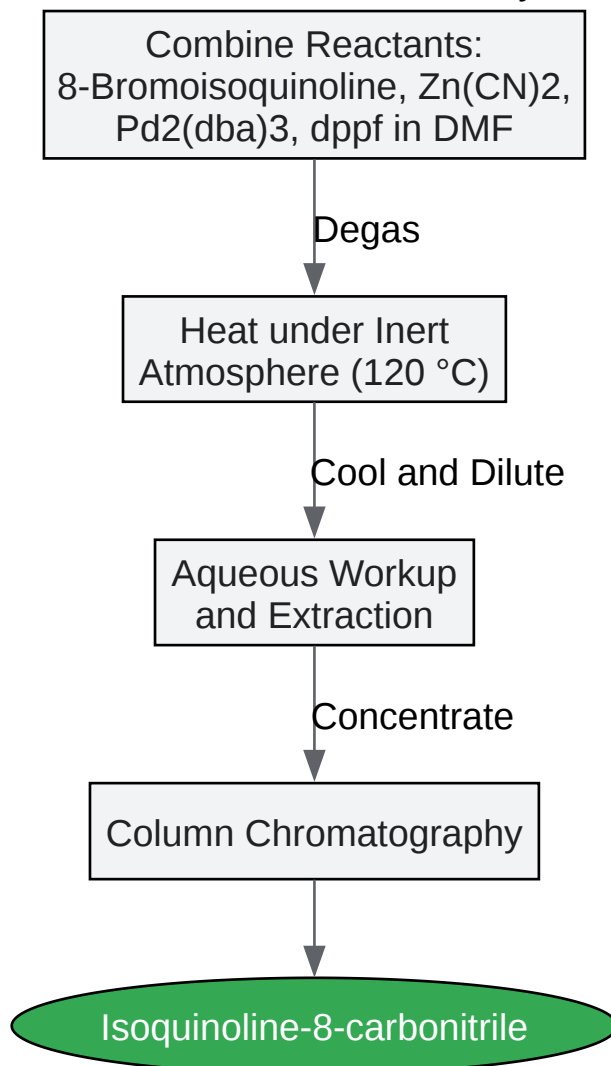 Combine Reactants:
8-Bromoisoquinoline, Zn(CN)2,
Pd2(dba)3, dppf in DMF
Degas
Heat under Inert
Atmosphere (120 °C)
Cool and Dilute
Aqueous Workup
and Extraction
Concentrate
Column Chromatography
Isoquinoline-8-carbonitrile